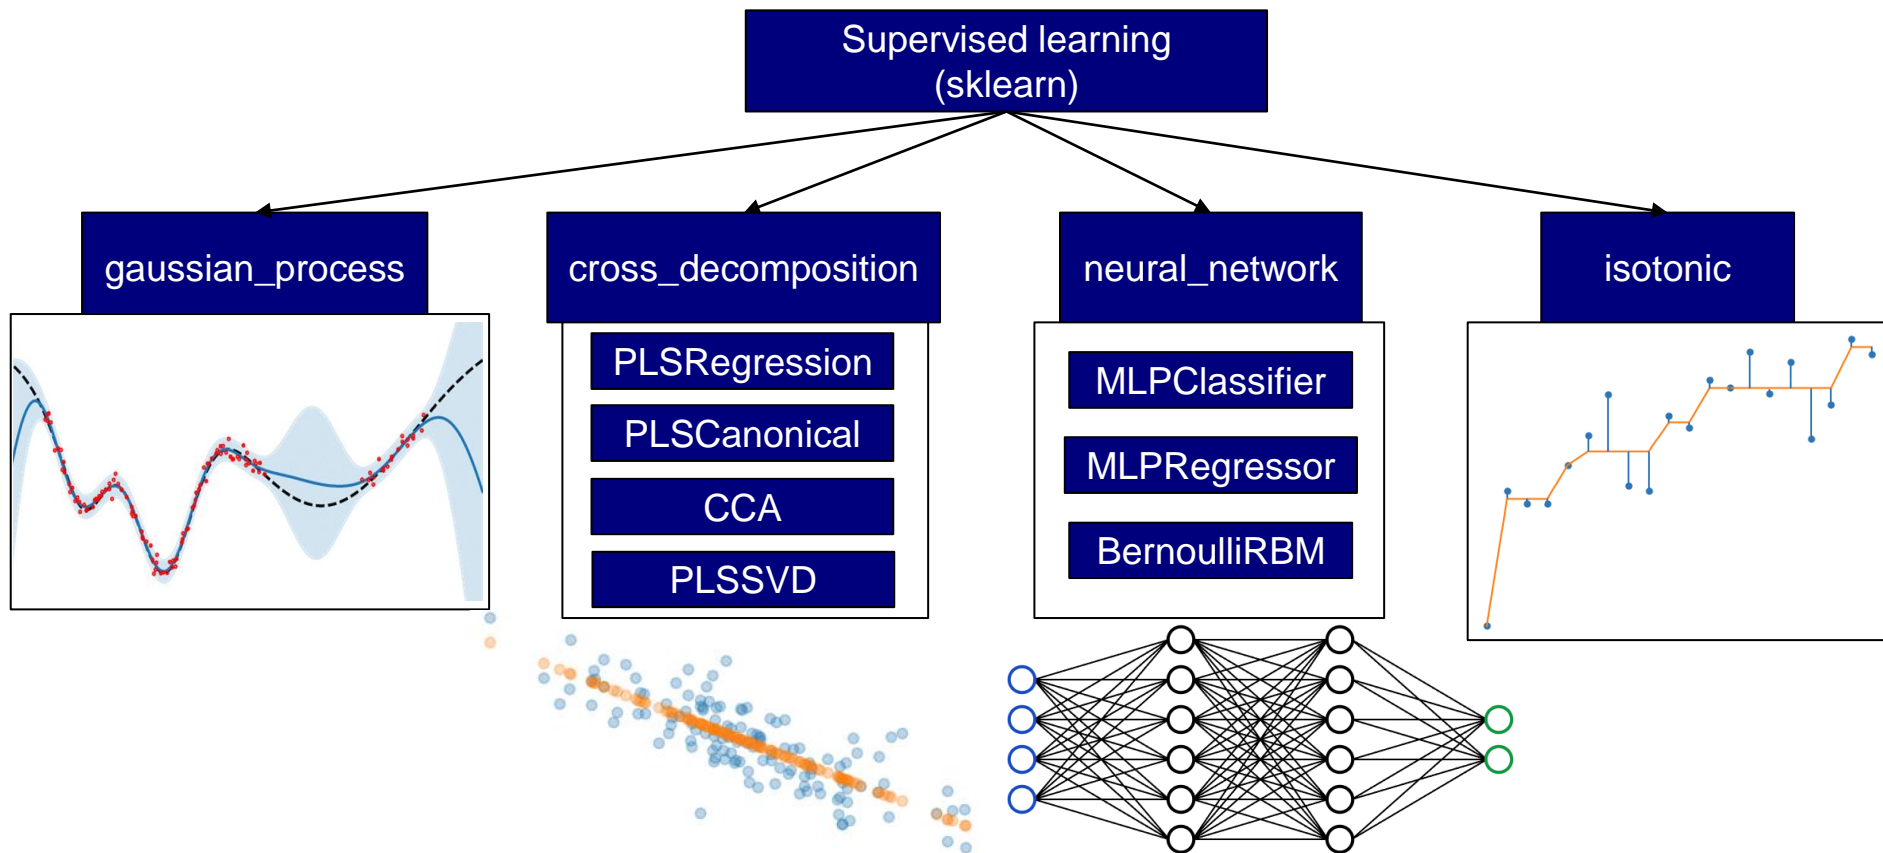 Supervised learning
(sklearn)
gaussian_process
cross_decomposition
neural_network
isotonic
PLSRegression
PLSCanonical
CCA
PLSSVD
MLPClassifier
MLPRegressor
BernoulliRBM